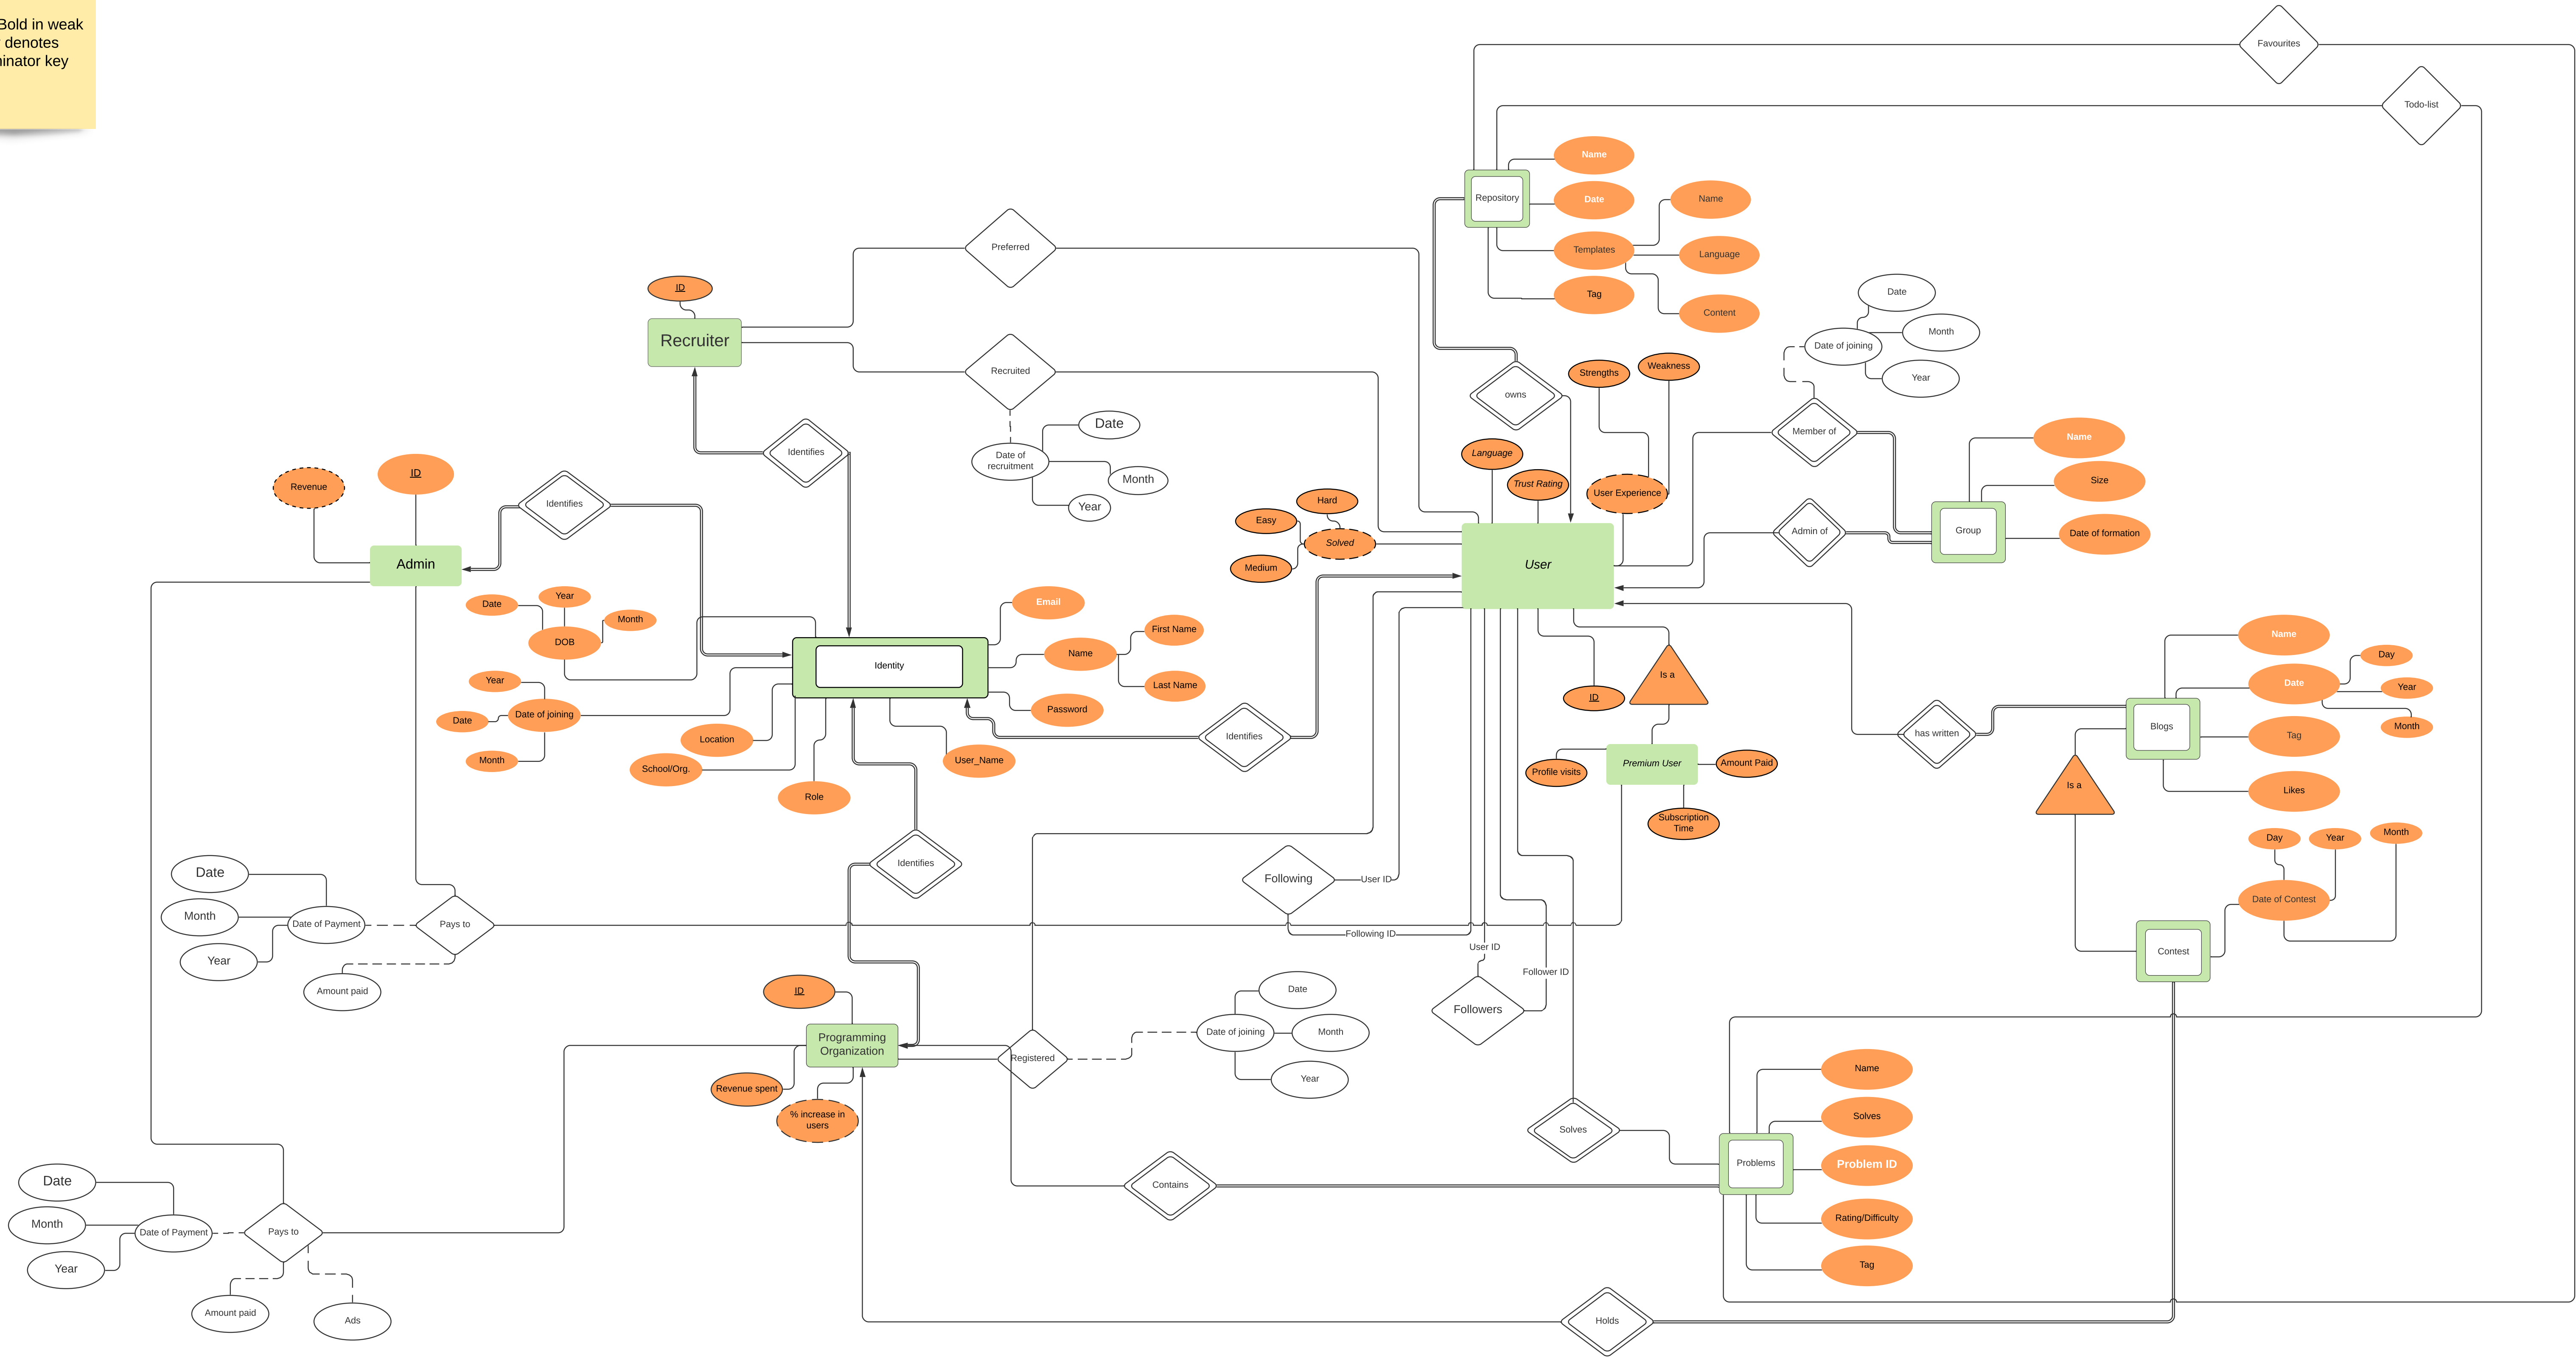 Bold in weak
denotes
inator key
Favourites
Todo-list
Name
Repository
Date
Name
Templates
Language
Tag
Content
Preferred
ID
Recruiter
Recruited
Date
Date of
recruitment
Month
Year
Identifies
owns
Strengths
Weakness
Date
Date of joining
Month
Year
Member of
Name
Size
Group
Date of formation
Admin of
Language
Trust Rating
User Experience
Hard
Easy
Solved
Medium
User
Revenue
ID
Identifies
Admin
Date
Year
Month
DOB
Year
Date
Date of joining
Month
Email
Identity
Name
First Name
Last Name
Password
Location
School/Org.
Role
User_Name
Identifies
ID
Is a
Premium User
Profile visits
Amount Paid
Subscription
Time
has written
Name
Date
Day
Year
Month
Blogs
Tag
Likes
Is a
Day
Year
Month
Date of Contest
Contest
Identifies
Following
User ID
Following ID
User ID
Follower ID
Followers
Date
Month
Date of Payment
Year
Pays to
Amount paid
ID
Programming
Organization
Registered
Date of joining
Date
Month
Year
Revenue spent
% increase in
users
Solves
Name
Solves
Problems
Problem ID
Rating/Difficulty
Tag
Contains
Date
Month
Date of Payment
Year
Pays to
Amount paid
Ads
Holds